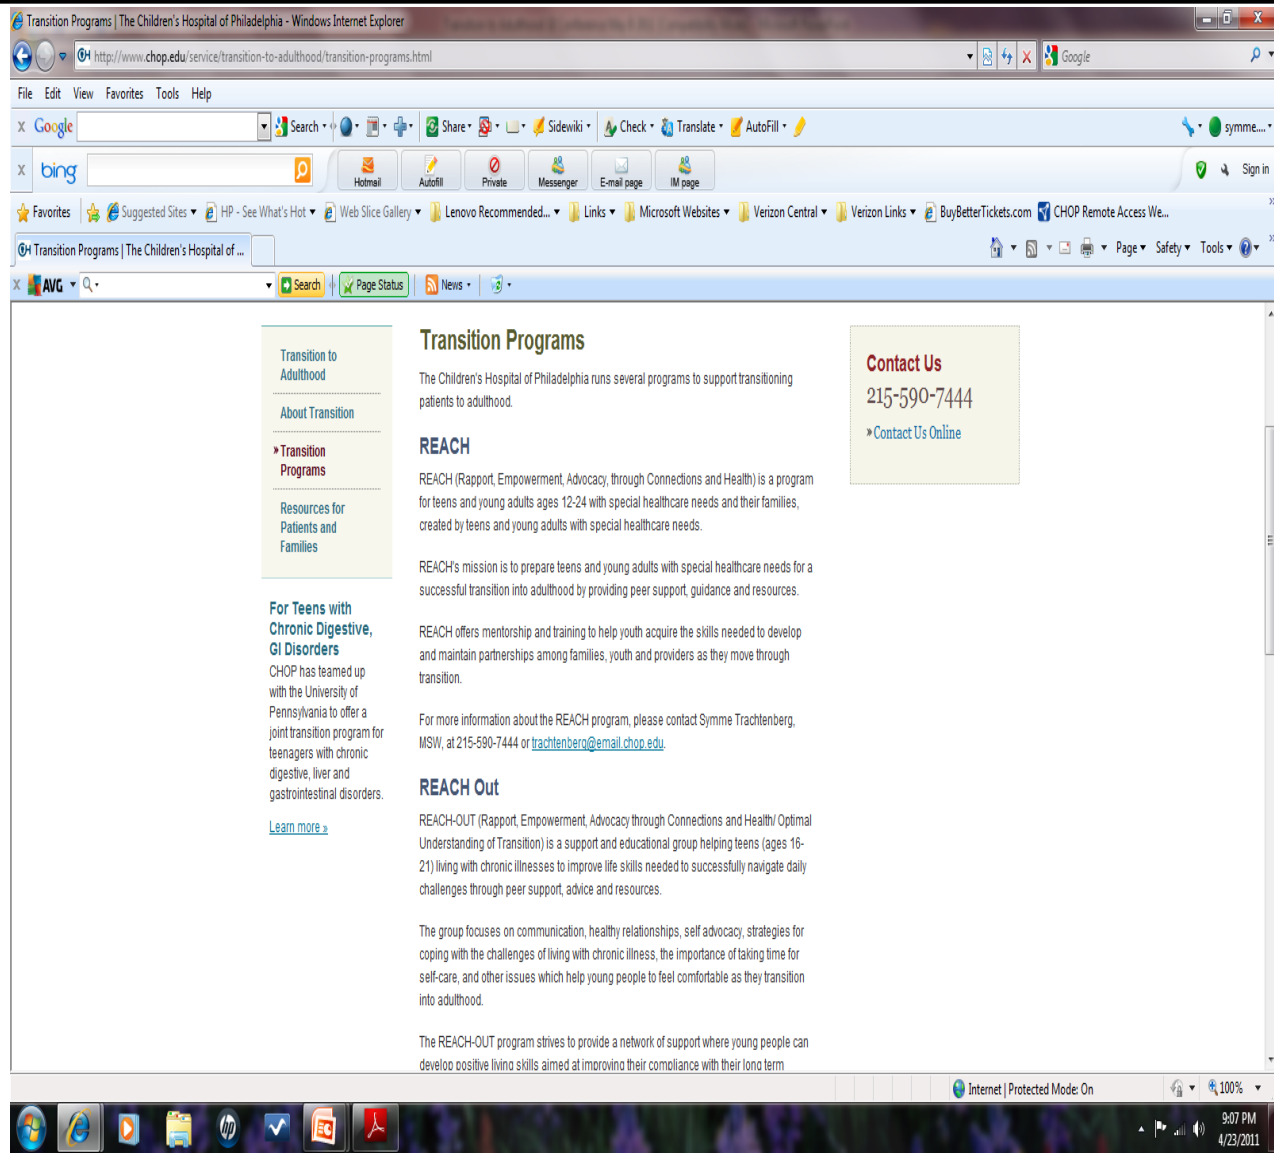 Transition Programs | The Children's Hospital of Philadelphia - Windows Internet Explorer
http://www.chop.edu/service/transition-to-adulthood/transition-programs.html
Google
File Edit View Favorites Tools Help
x Google
Search
Share
Sidewiki
Check
Translate
AutoFill
symme....
x bing
Hotmail
Autofill
Private
Messenger
E-mail page
IM page
Sign in
Favorites
Suggested Sites
HP - See What's Hot
Web Slice Gallery
Lenovo Recommended...
Links
Microsoft Websites
Verizon Central
Verizon Links
BuyBetterTickets.com
CHOP Remote Access We...
Transition Programs | The Children's Hospital of ...
Page
Safety
Tools
X AVG
Search
Page Status
News
Transition to
Adulthood
About Transition
» Transition
Programs
Resources for
Patients and
Families
For Teens with
Chronic Digestive,
GI Disorders
CHOP has teamed up
with the University of
Pennsylvania to offer a
joint transition program for
teenagers with chronic
digestive, liver and
gastrointestinal disorders.
Learn more »
Transition Programs
The Children's Hospital of Philadelphia runs several programs to support transitioning
patients to adulthood.
REACH
REACH (Rapport, Empowerment, Advocacy, through Connections and Health) is a program
for teens and young adults ages 12-24 with special healthcare needs and their families,
created by teens and young adults with special healthcare needs.
REACH's mission is to prepare teens and young adults with special healthcare needs for a
successful transition into adulthood by providing peer support, guidance and resources.
REACH offers mentorship and training to help youth acquire the skills needed to develop
and maintain partnerships among families, youth and providers as they move through
transition.
For more information about the REACH program, please contact Symme Trachtenberg,
MSW, at 215-590-7444 or trachtenberg@email.chop.edu.
REACH Out
REACH-OUT (Rapport, Empowerment, Advocacy through Connections and Health/ Optimal
Understanding of Transition) is a support and educational group helping teens (ages 16-
21) living with chronic illnesses to improve life skills needed to successfully navigate daily
challenges through peer support, advice and resources.
The group focuses on communication, healthy relationships, self advocacy, strategies for
coping with the challenges of living with chronic illness, the importance of taking time for
self-care, and other issues which help young people to feel comfortable as they transition
into adulthood.
The REACH-OUT program strives to provide a network of support where young people can
develop positive living skills aimed at improving their compliance with their long term
Contact Us
215-590-7444
» Contact Us Online
Internet | Protected Mode: On
100%
9:07 PM
4/23/2011